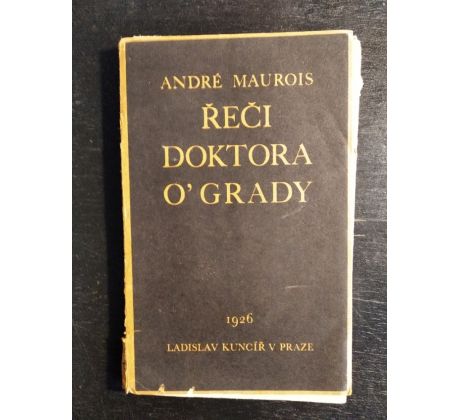 ANDRÉ MAUROIS
ŘEČI
DOKTORA
O'GRADY
1926
LADISLAV KUNCÍŘ V PRAZE